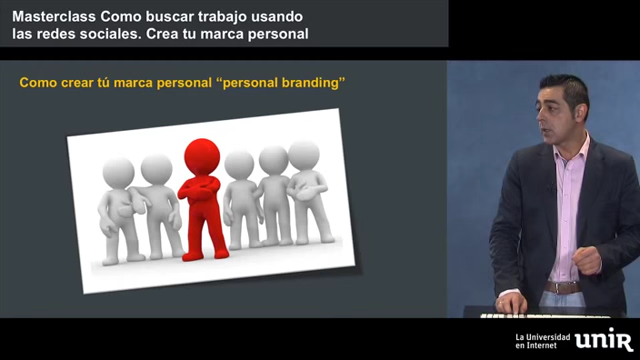 Masterclass Como buscar trabajo usando
las redes sociales. Crea tu marca personal
Como crear tú marca personal “personal branding”
La Universidad
en Internet
unir